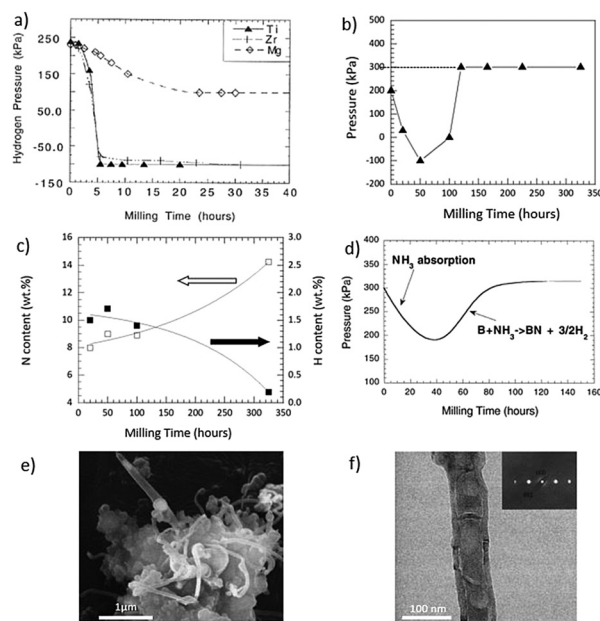 a)
Ti
Zr
Mg
Hydrogen Pressure (kPa)
250
150
50.0
-50.0
-150
0 5 10 15 20 25 30 35 40
Milling Time (hours)
b)
Pressure (kPa)
800
700
600
500
400
300
200
100
0
-100
-200
0 50 100 150 200 250 300 350
Milling Time (hours)
c)
N content (wt.%)
16
14
12
10
8
6
4
H content (wt.%)
3.0
2.5
2.0
1.5
1.0
0.5
0.0
0 50 100 150 200 250 300 350
Milling Time (hours)
d)
Pressure (kPa)
400
350
300
250
200
150
100
NH3 absorption
B+NH3->BN + 3/2H2
0 20 40 60 80 100 120 140 160
Milling Time (hours)
e)
1μm
f)
100 nm